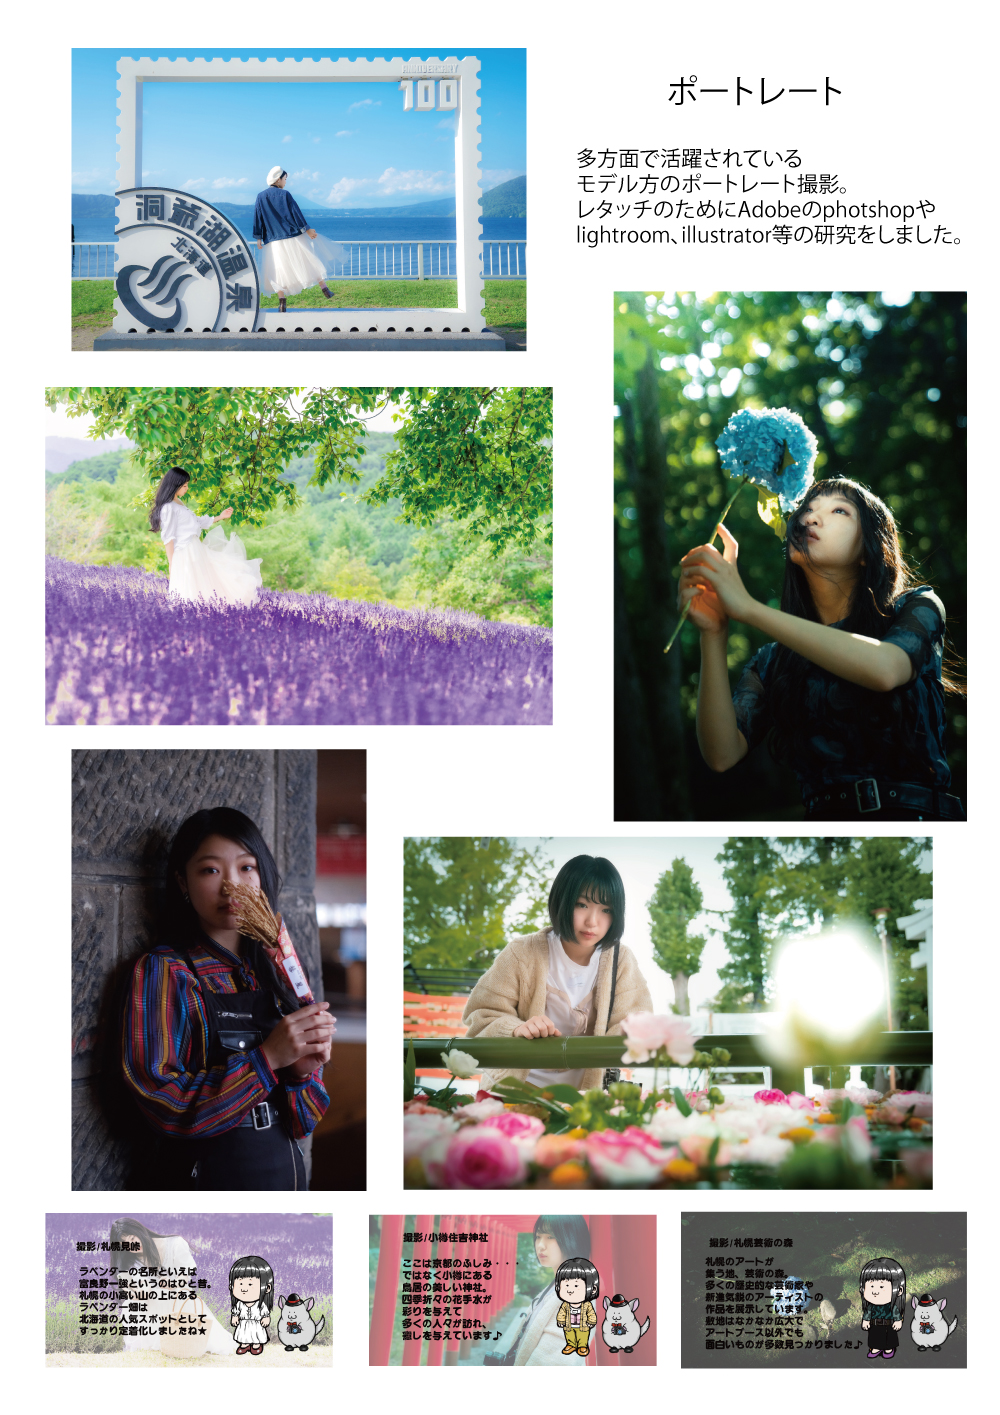 ANNIVERSARY
100
洞爺湖温泉
北海道
ポートレート
多方面で活躍されている
モデル方のポートレート撮影。
レタッチのためにAdobeのphotshopや
lightroom、illustrator等の研究をしました。
撮影/札幌見峠
ラベンダーの名所といえば
富良野一強というのはひと昔。
札幌の小高い山の上にある
ラベンダー畑は
北海道の人気スポットとして
すっかり定着化しましたね★
撮影/小樽住吉神社
ここは京都のふしみ・・・
ではなく小樽にある
鳥居の美しい神社。
四季折々の花手水が
彩りを与えて
多くの人々が訪れ、
癒しを与えています♪
撮影/札幌芸術の森
札幌のアートが
集う地、芸術の森。
多くの歴史的な芸術家や
新進気鋭のアーティストの
作品を展示しています。
敷地はなかなか広大で
アートブース以外でも
面白いものが多数見つかりました♪